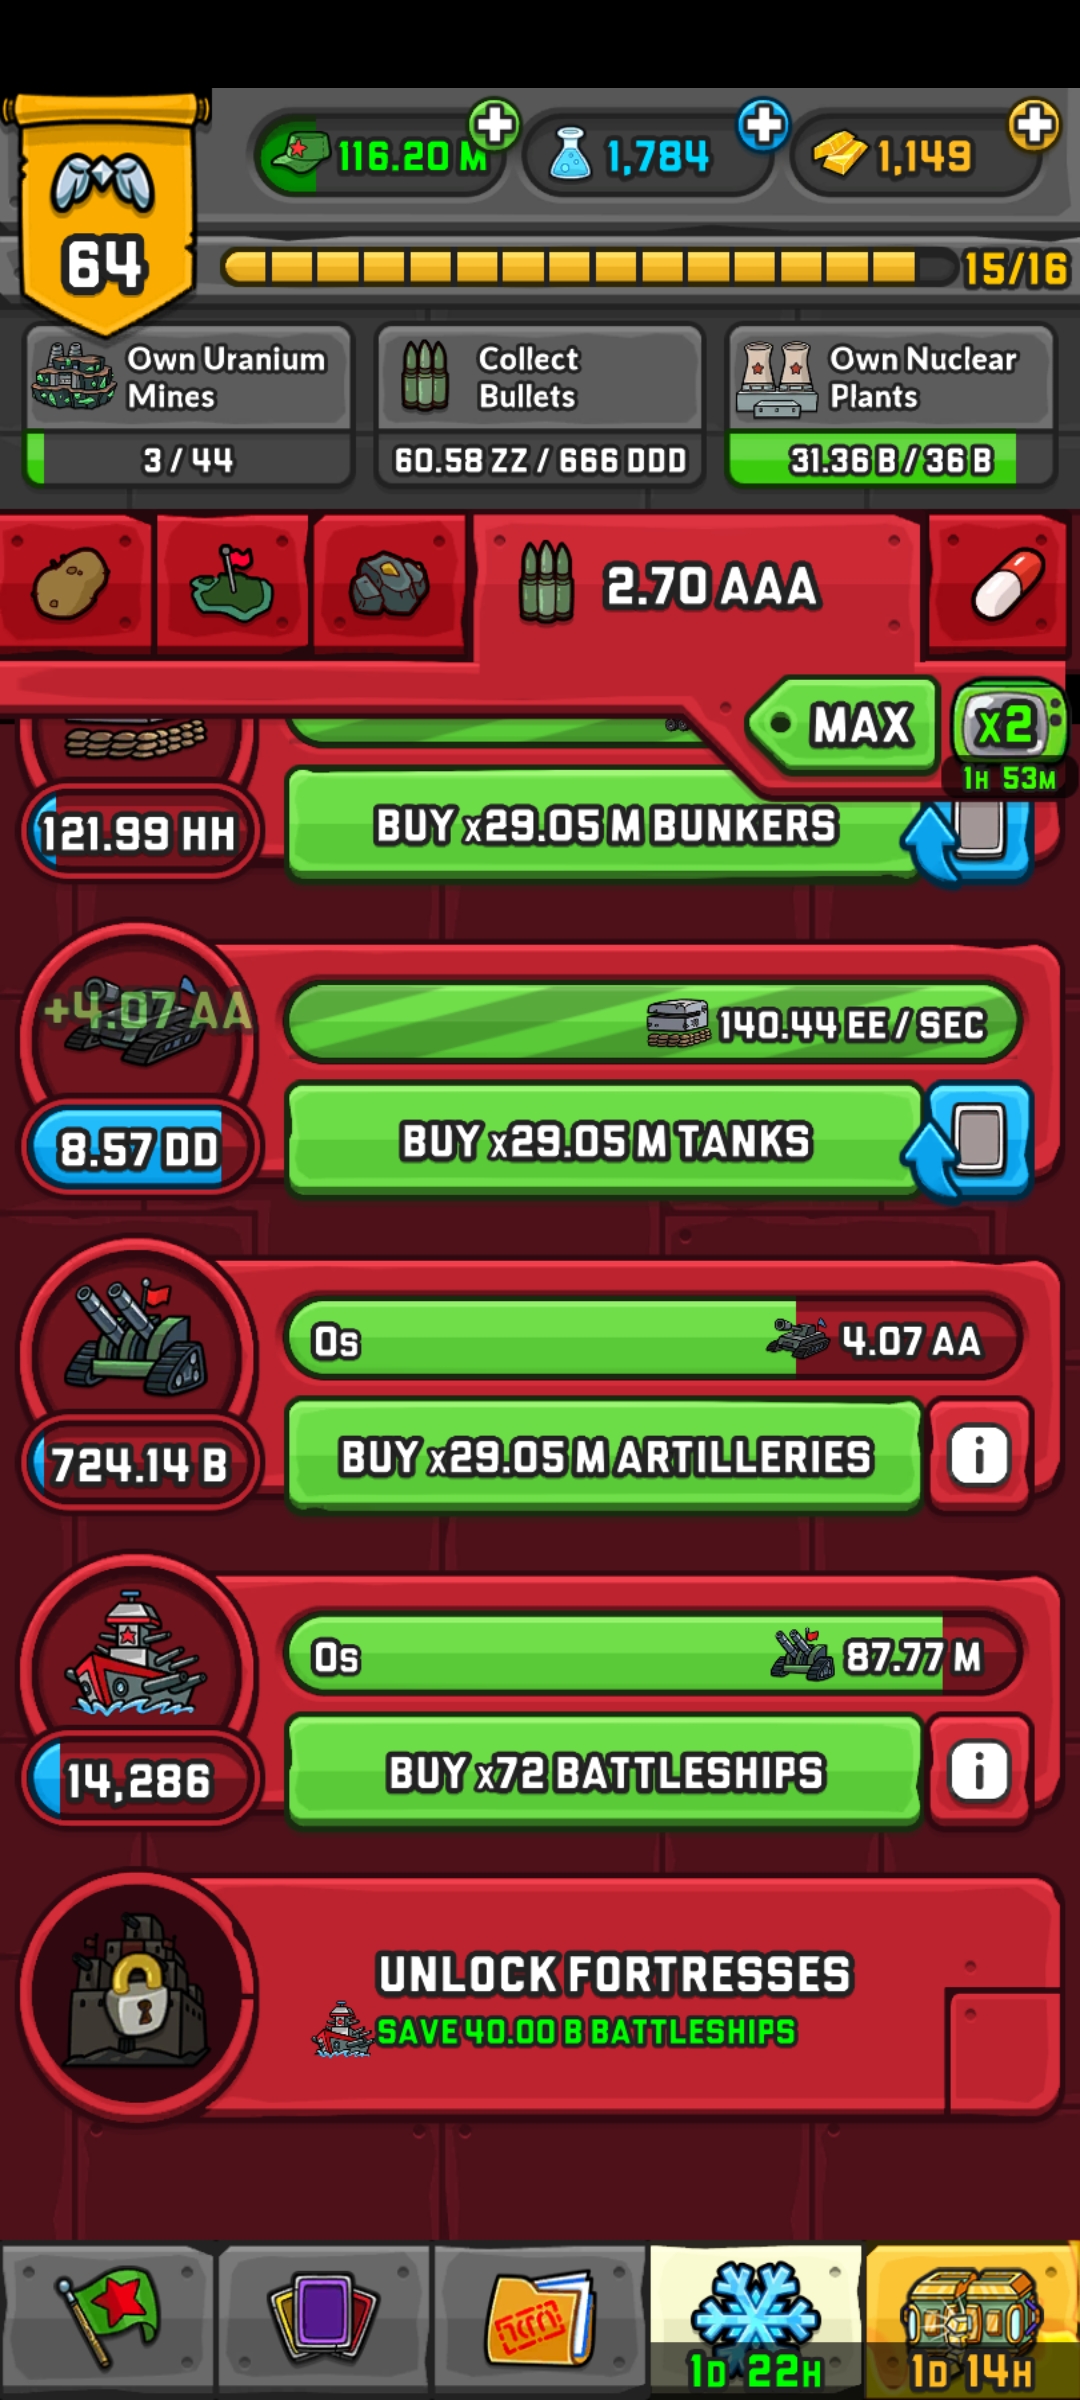 116.20 M
1,784
1,149
64
15/16
Own Uranium
Mines
3 / 44
Collect
Bullets
60.58 ZZ / 666 DDD
Own Nuclear
Plants
31.36 B / 36 B
2.70 AAA
MAX
X2
1H 53M
121.99 HH
BUY x29.05 M BUNKERS
+4.07 AA
140.44 EE / SEC
8.57 DD
BUY x29.05 M TANKS
0s
4.07 AA
724.14 B
BUY x29.05 M ARTILLERIES
i
0s
87.77 M
14,286
BUY x72 BATTLESHIPS
i
UNLOCK FORTRESSES
SAVE 40.00 B BATTLESHIPS
1D 22H
1D 14H